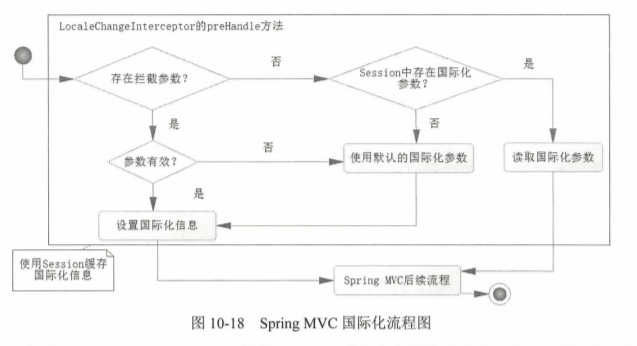 LocaleChangeInterceptor的preHandle方法
存在拦截参数?
否
Session中存在国际化
参数?
是
是
否
参数有效?
否
使用默认的国际化参数
读取国际化参数
是
设置国际化信息
使用Session缓存
国际化信息
Spring MVC后续流程
图 10-18 Spring MVC 国际化流程图